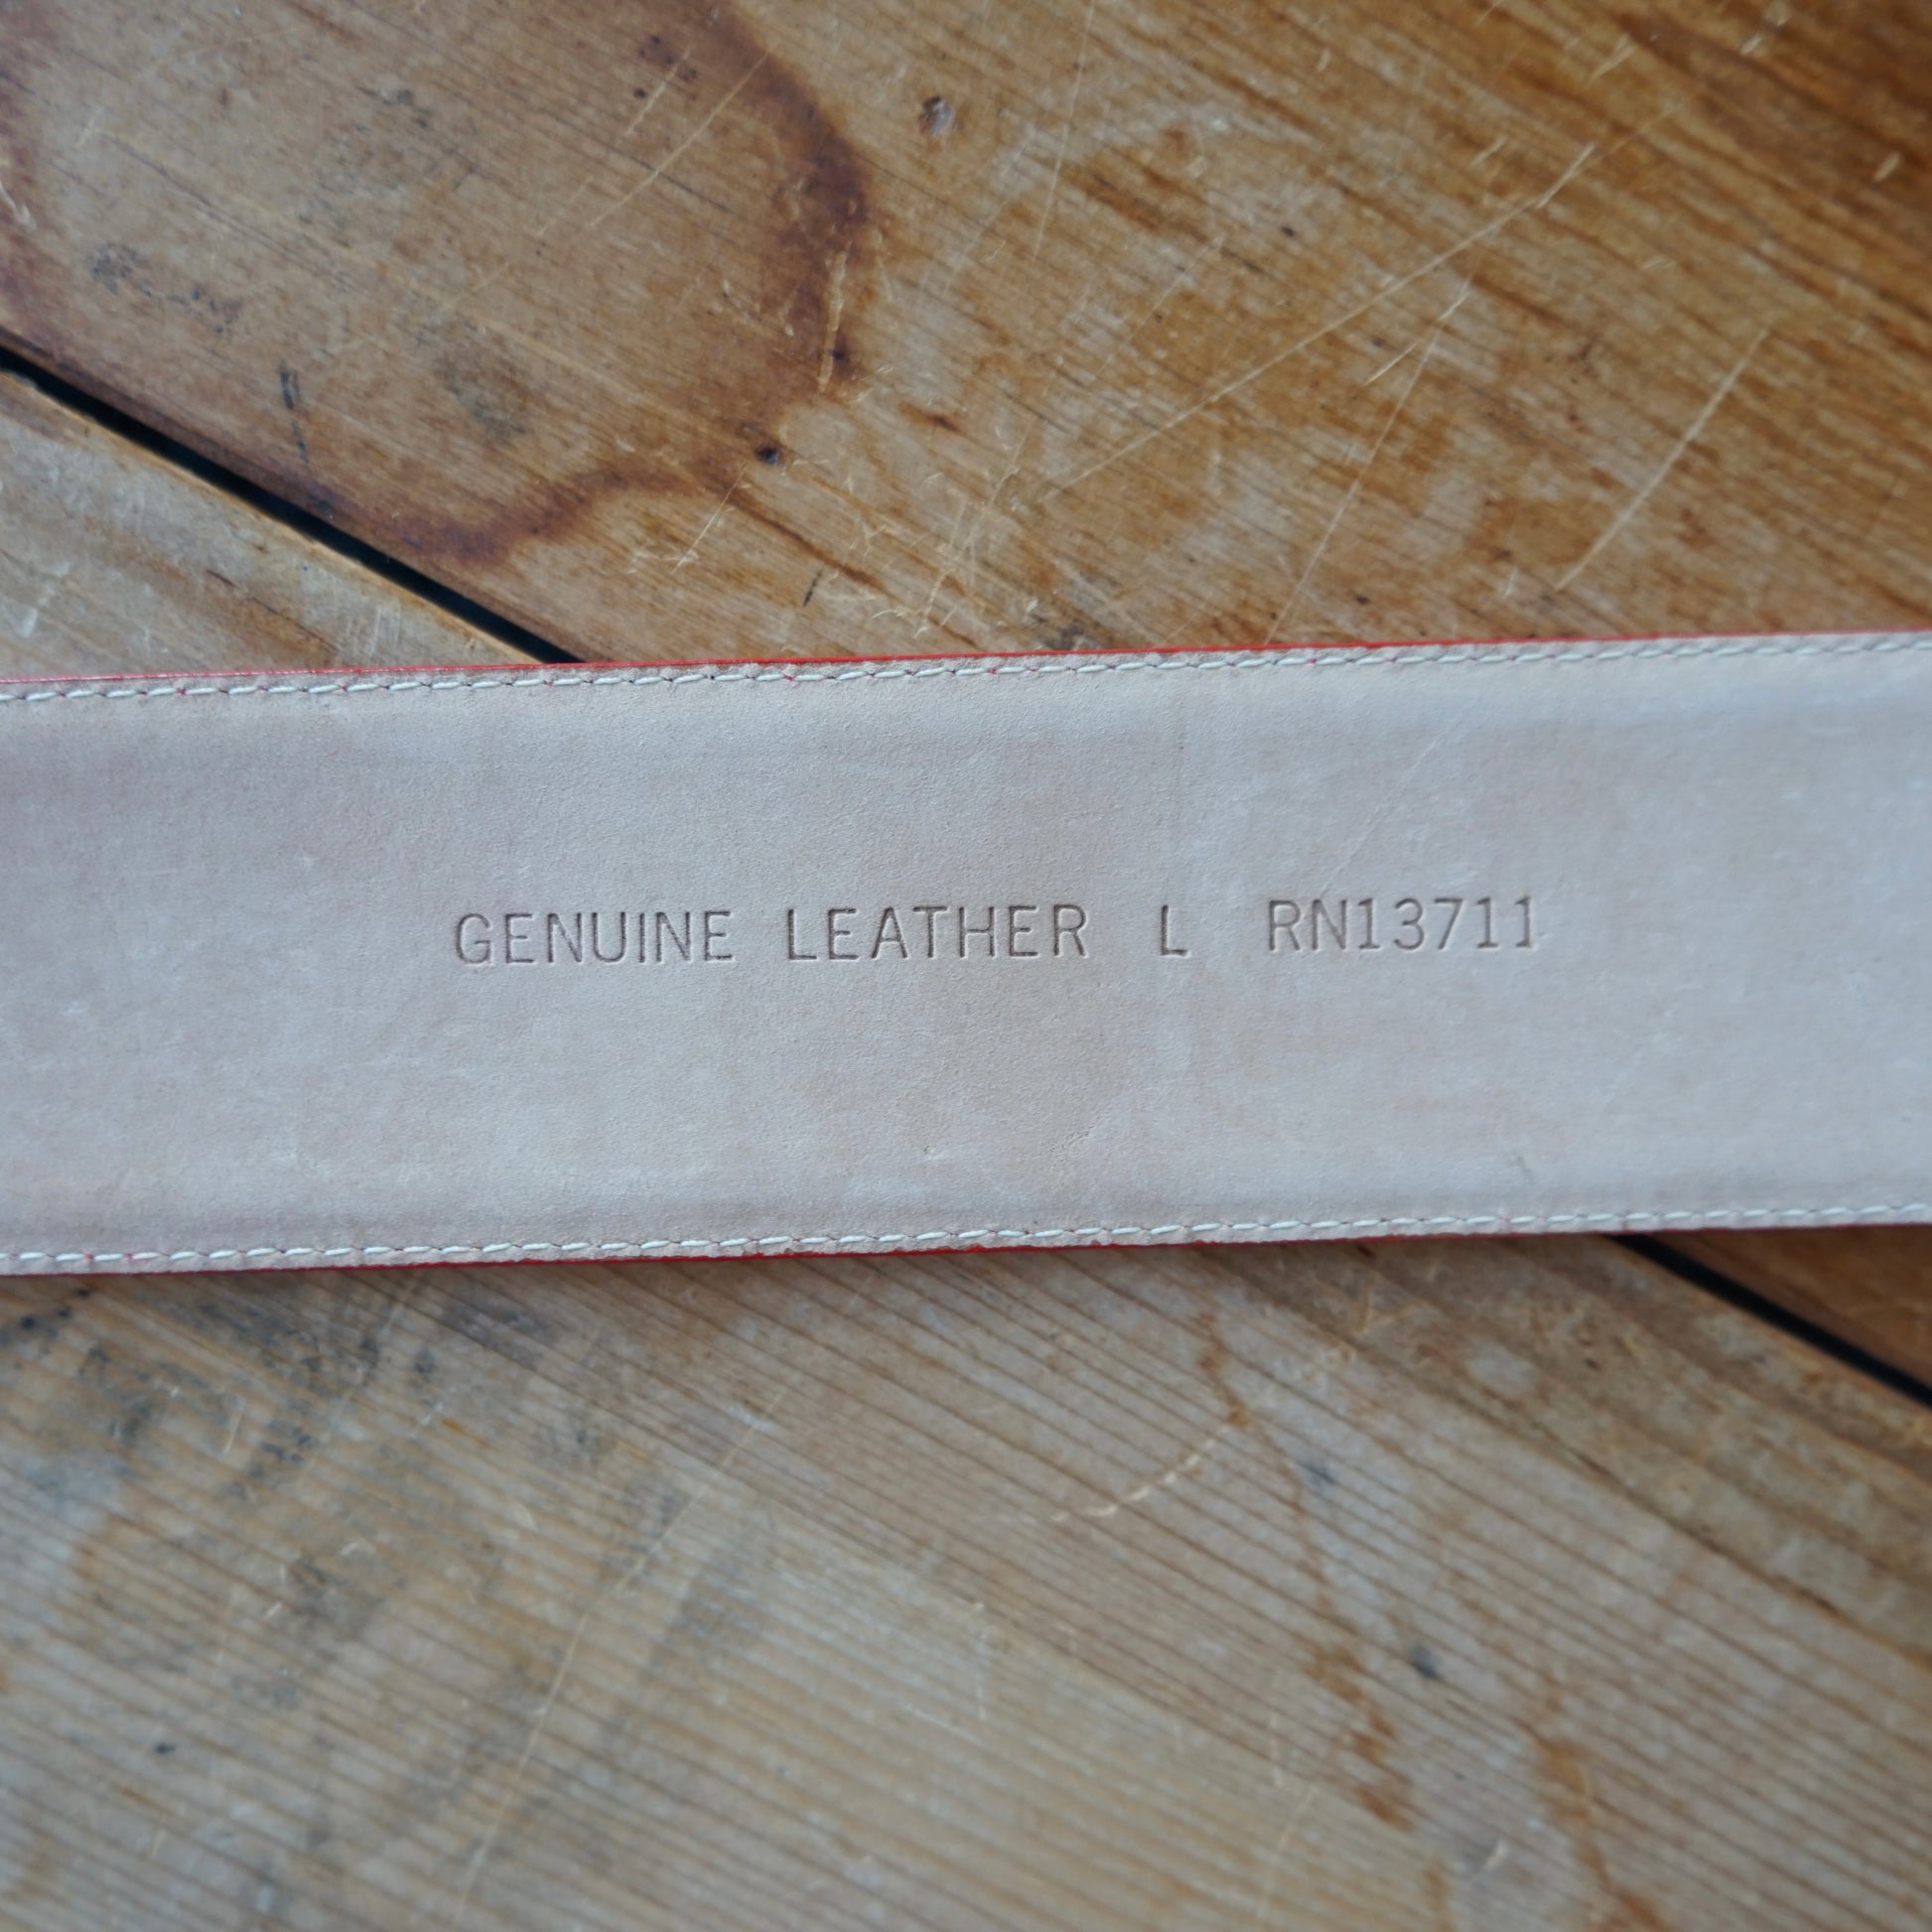 GENUINE LEATHER L RN13711